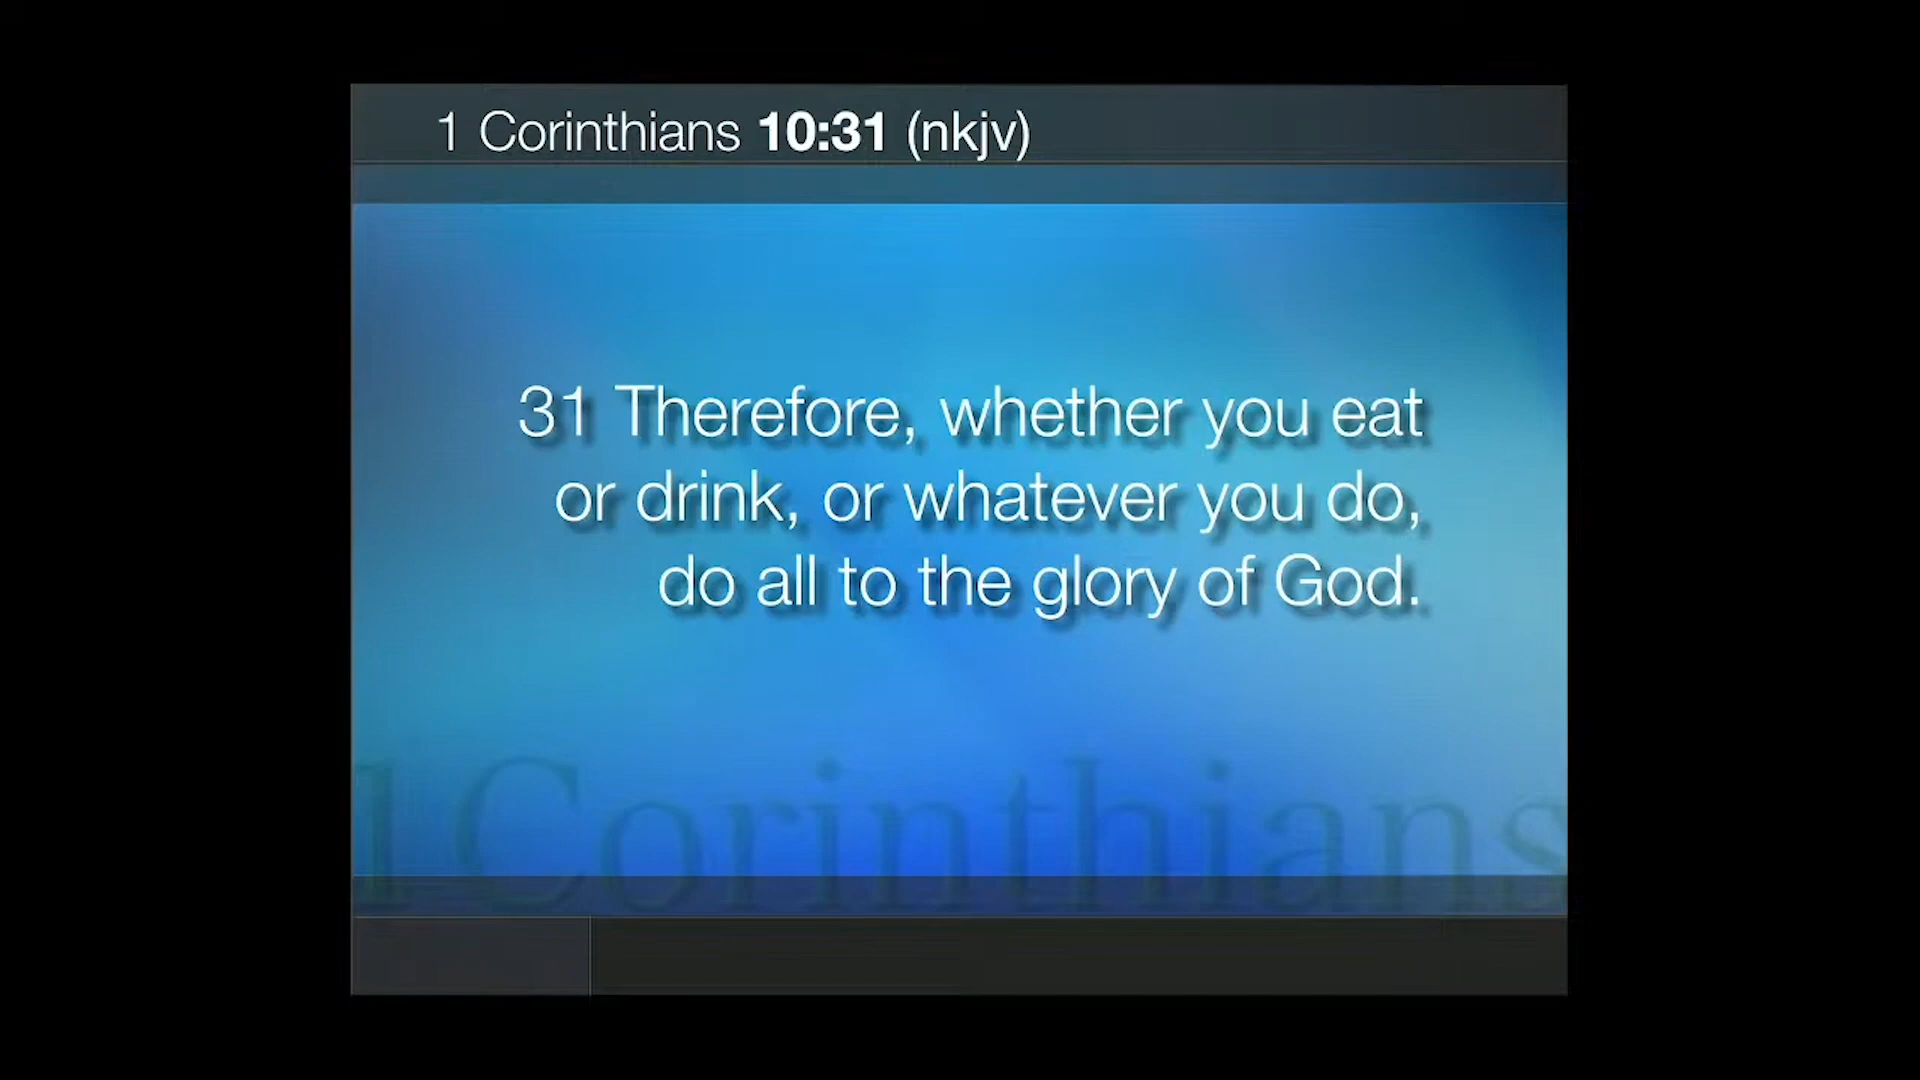 1 Corinthians 10:31 (nkjv)
31 Therefore, whether you eat
or drink, or whatever you do,
do all to the glory of God.
1 Corinthians